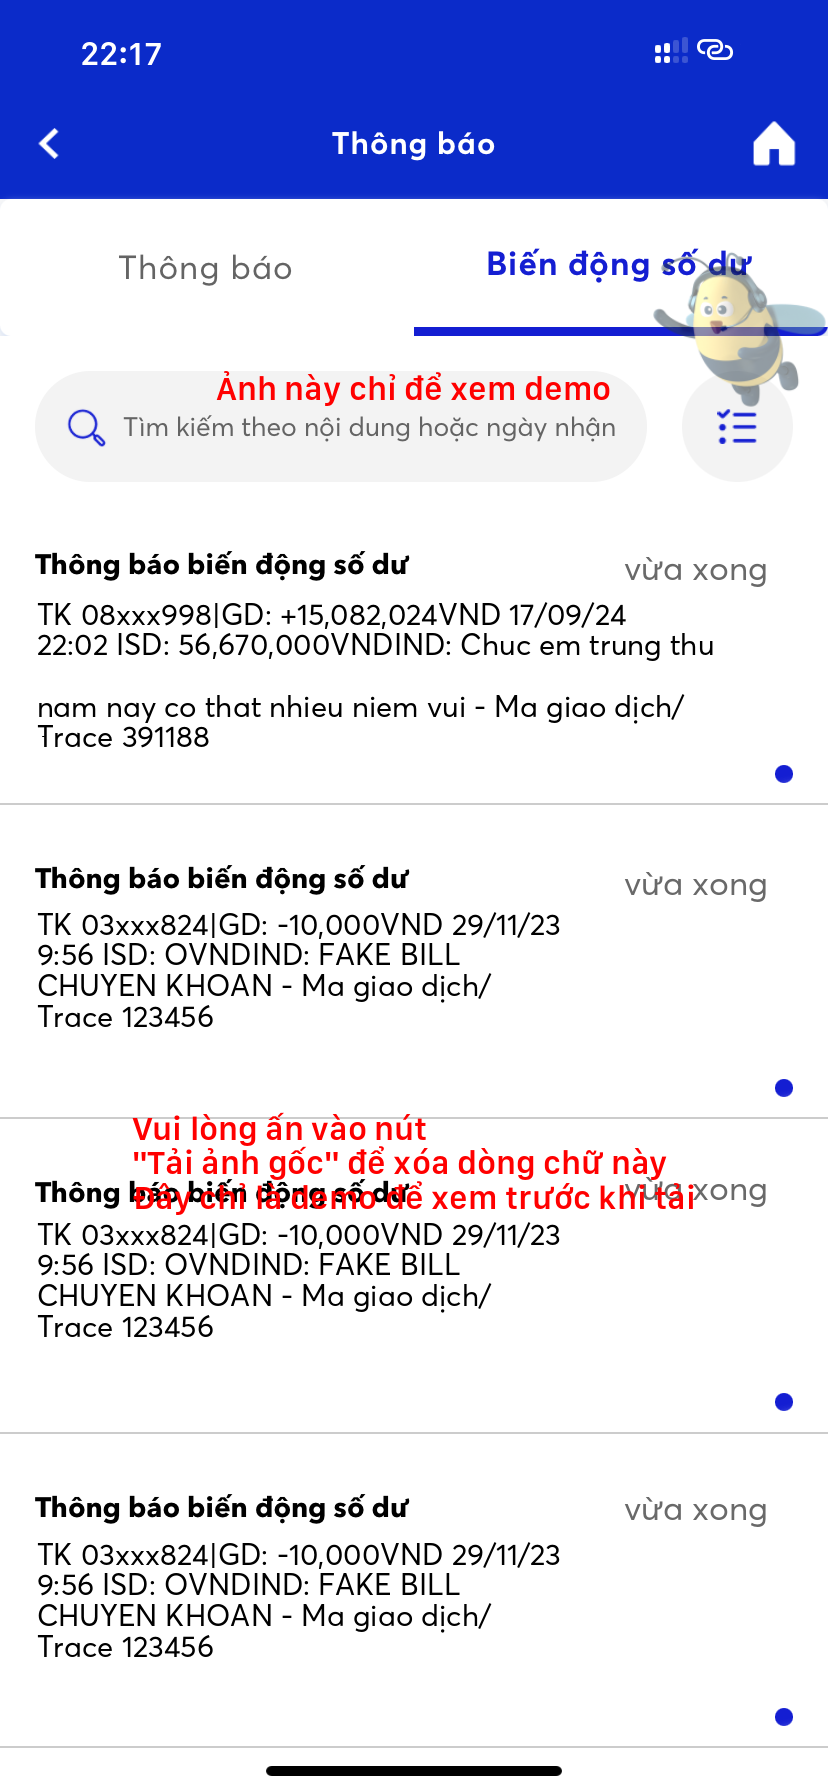 22:17
Thông báo
Thông báo
Biến động số dư
Ảnh này chỉ để xem demo
Tìm kiếm theo nội dung hoặc ngày nhận
Thông báo biến động số dư
vừa xong
TK 08xxx998|GD: +15,082,024VND 17/09/24
22:02 ISD: 56,670,000VNDIND: Chuc em trung thu
nam nay co that nhieu niem vui - Ma giao dịch/
Trace 391188
Thông báo biến động số dư
vừa xong
TK 03xxx824|GD: -10,000VND 29/11/23
9:56 ISD: OVNDIND: FAKE BILL
CHUYEN KHOAN - Ma giao dịch/
Trace 123456
Vui lòng ấn vào nút
"Tải ảnh gốc" để xóa dòng chữ này
Đây chỉ là demo để xem trước khi tải
Thông báo biến động số dư
vừa xong
TK 03xxx824|GD: -10,000VND 29/11/23
9:56 ISD: OVNDIND: FAKE BILL
CHUYEN KHOAN - Ma giao dịch/
Trace 123456
Thông báo biến động số dư
vừa xong
TK 03xxx824|GD: -10,000VND 29/11/23
9:56 ISD: OVNDIND: FAKE BILL
CHUYEN KHOAN - Ma giao dịch/
Trace 123456